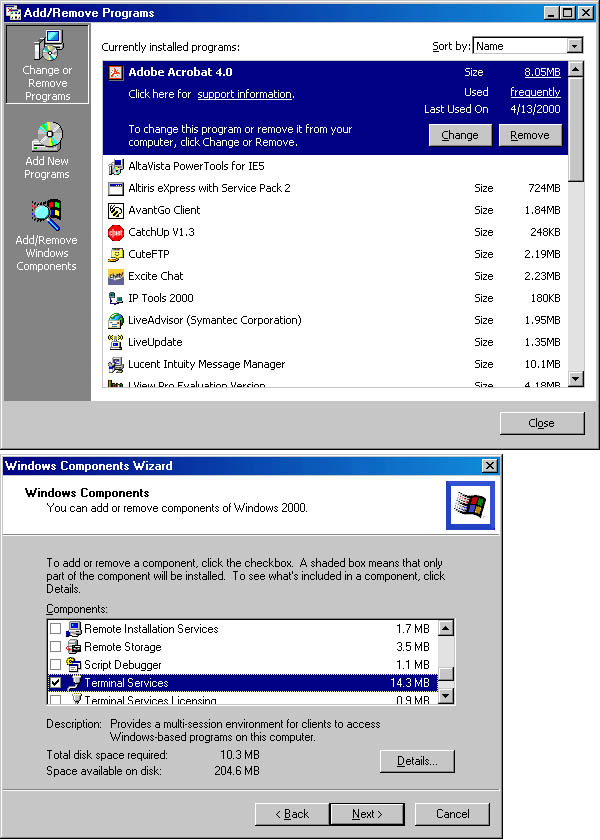 Add/Remove Programs
Change or
Remove
Programs
Add New
Programs
Add/Remove
Windows
Components
Currently installed programs:
Sort by: Name
Adobe Acrobat 4.0 Size 8.05MB
Click here for support information. Used frequently
Last Used On 4/13/2000
To change this program or remove it from your
computer, click Change or Remove.
Change Remove
AltaVista PowerTools for IE5
Altiris eXpress with Service Pack 2 Size 724MB
AvantGo Client Size 1.84MB
CatchUp V1.3 Size 248KB
CuteFTP Size 2.19MB
Excite Chat Size 2.23MB
IP Tools 2000 Size 180KB
LiveAdvisor (Symantec Corporation) Size 1.95MB
LiveUpdate Size 1.35MB
Lucent Intuity Message Manager Size 10.1MB
LView Pro Evaluation Version Size 4.18MB
Close
Windows Components Wizard
Windows Components
You can add or remove components of Windows 2000.
To add or remove a component, click the checkbox. A shaded box means that only
part of the component will be installed. To see what's included in a component, click
Details.
Components:
Remote Installation Services 1.7 MB
Remote Storage 3.5 MB
Script Debugger 1.1 MB
Terminal Services 14.3 MB
Terminal Services Licensing 0.9 MB
Description: Provides a multi-session environment for clients to access
Windows-based programs on this computer.
Total disk space required: 10.3 MB
Space available on disk: 204.6 MB
Details...
< Back Next > Cancel